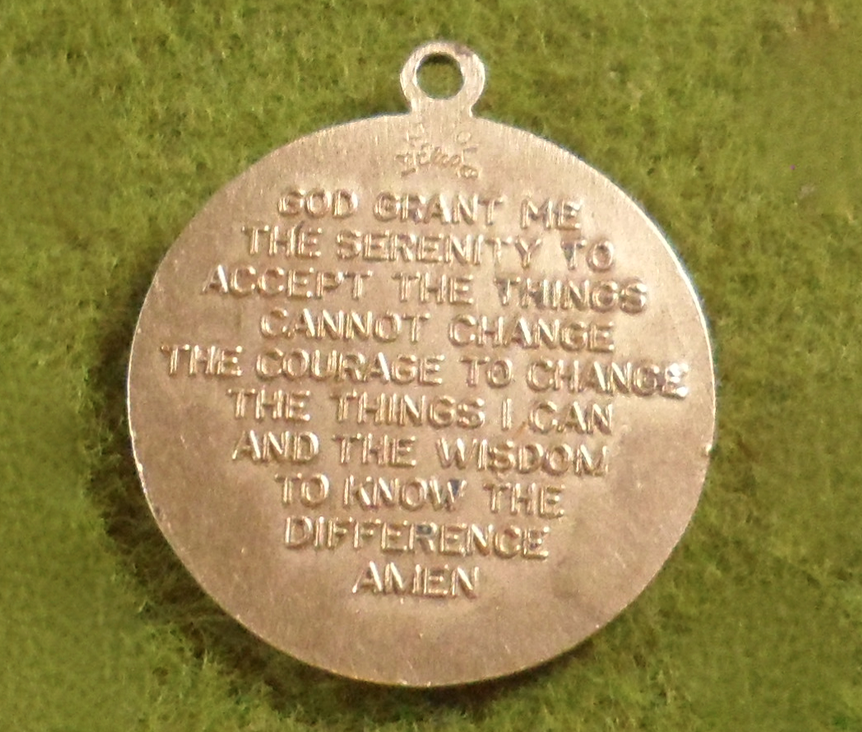 GOD GRANT ME
THE SERENITY TO
ACCEPT THE THINGS
CANNOT CHANGE
THE COURAGE TO CHANGE
THE THINGS I CAN
AND THE WISDOM
TO KNOW THE
DIFFERENCE
AMEN